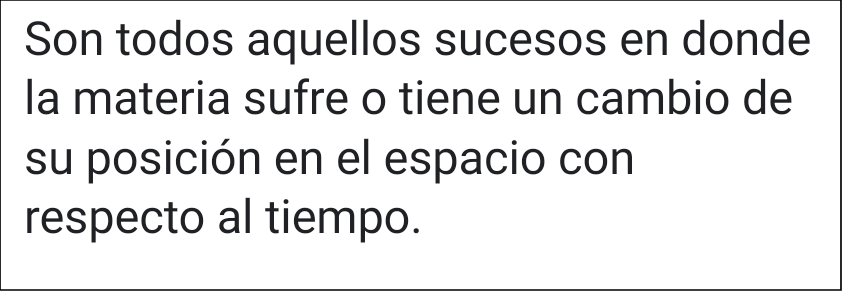 Son todos aquellos sucesos en donde
la materia sufre o tiene un cambio de
su posición en el espacio con
respecto al tiempo.